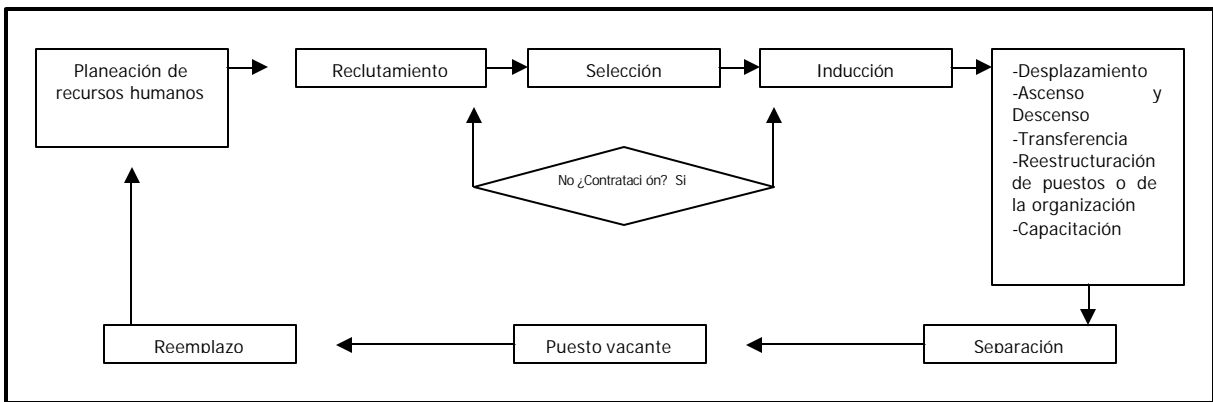 Planeación de
recursos humanos
Reclutamiento
Selección
Inducción
-Desplazamiento
-Ascenso y
Descenso
-Transferencia
-Reestructuración
de puestos o de
la organización
-Capacitación
No ¿Contratación? Si
Reemplazo
Puesto vacante
Separación